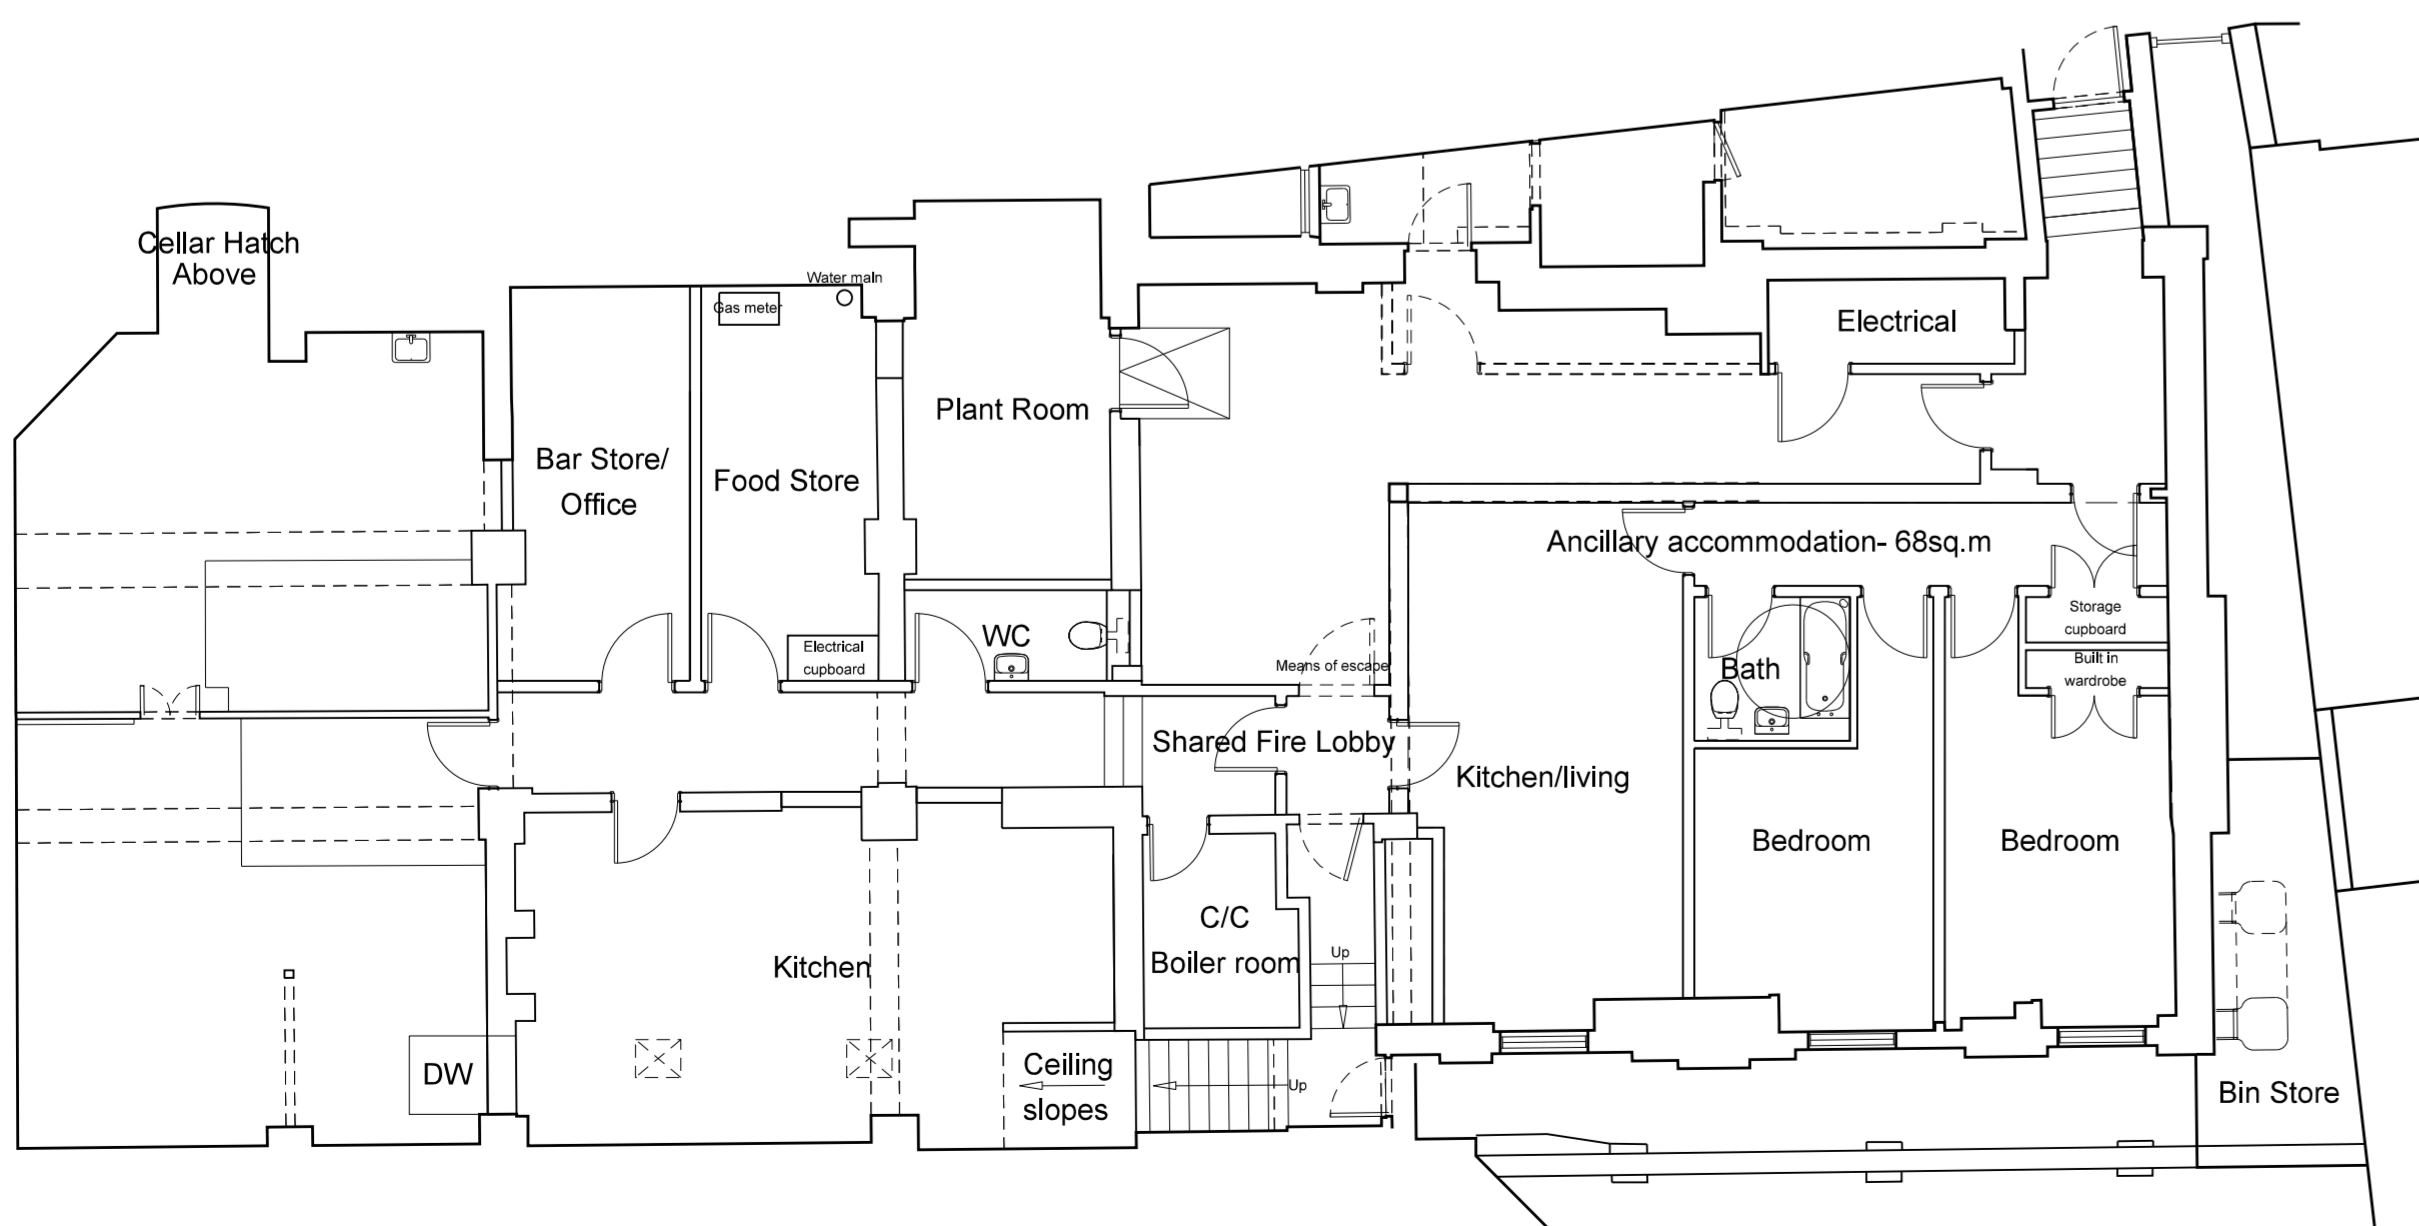 Cellar Hatch
Above
Water main
Gas meter
Electrical
Plant Room
Bar Store/
Office
Food Store
Ancillary accommodation- 68sq.m
Storage
cupboard
Built in
wardrobe
WC
Electrical
cupboard
Means of escape
Bath
Shared Fire Lobby
Kitchen/living
Bedroom
Bedroom
C/C
Boiler room
Up
Kitchen
DW
Ceiling
slopes
Up
Bin Store